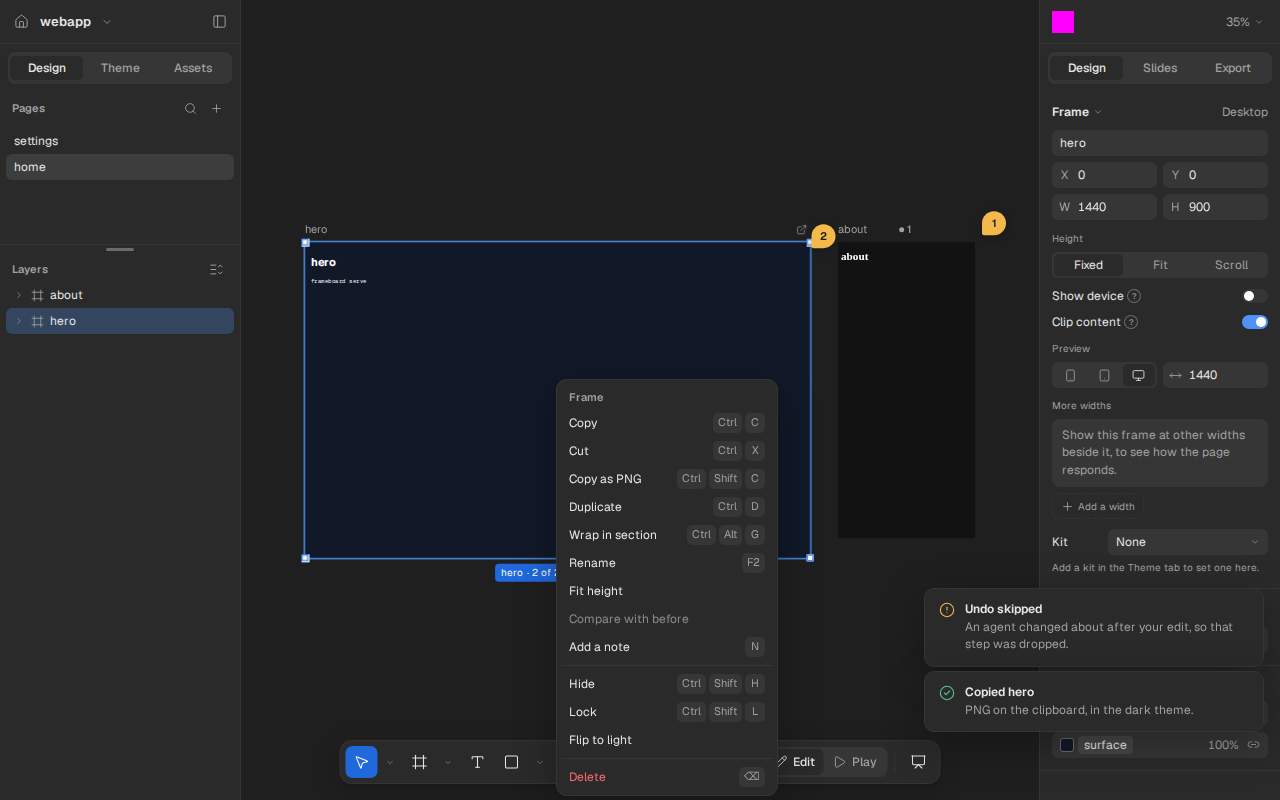 webapp
Design
Theme
Assets
Pages
settings
home
Layers
about
hero
hero
2
about
1
1
hero
frameboard serve
about
hero · 2 of
Frame
Copy Ctrl C
Cut Ctrl X
Copy as PNG Ctrl Shift C
Duplicate Ctrl D
Wrap in section Ctrl Alt G
Rename F2
Fit height
Compare with before
Add a note N
Hide Ctrl Shift H
Lock Ctrl Shift L
Flip to light
Delete
Edit
Play
35%
Design
Slides
Export
Frame
Desktop
hero
X 0
Y 0
W 1440
H 900
Height
Fixed
Fit
Scroll
Show device ?
Clip content ?
Preview
1440
More widths
Show this frame at other widths
beside it, to see how the page
responds.
Add a width
Kit
None
Add a kit in the Theme tab to set one here.
Undo skipped
An agent changed about after your edit, so that
step was dropped.
Copied hero
PNG on the clipboard, in the dark theme.
surface
100%